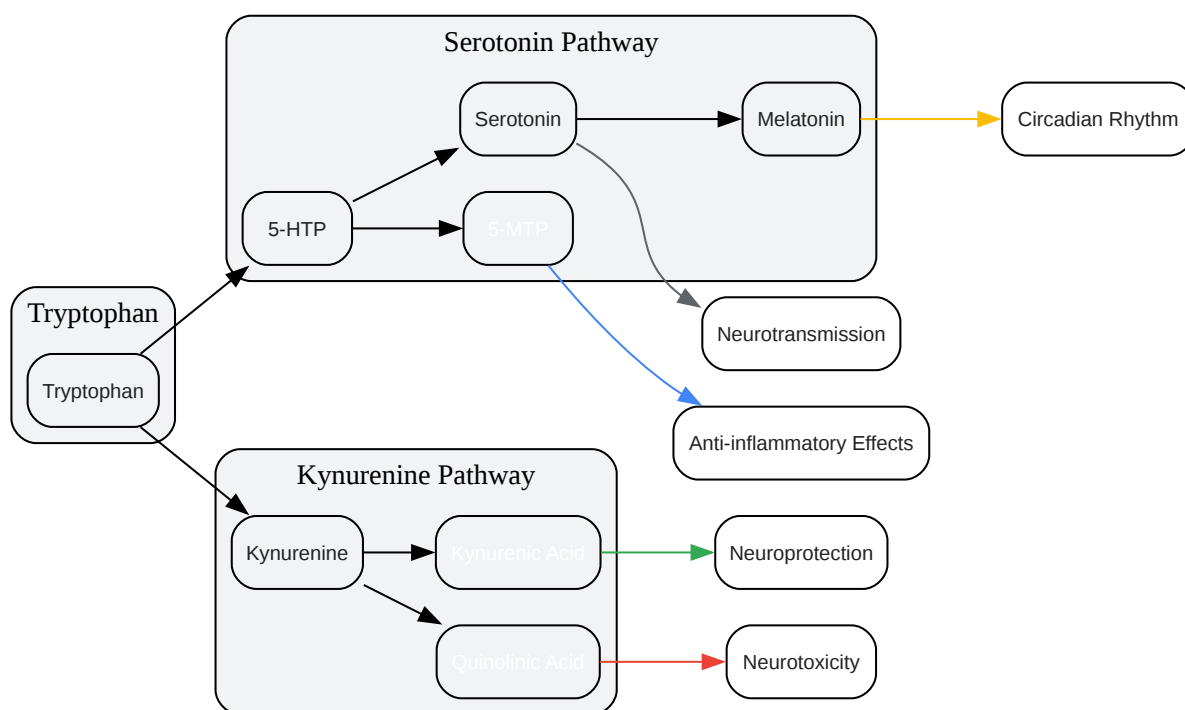 Serotonin Pathway
Serotonin
Melatonin
Circadian Rhythm
5-HTP
5-MTP
Neurotransmission
Tryptophan
Tryptophan
Anti-inflammatory Effects
Kynurenine Pathway
Kynurenine
Kynurenic Acid
Neuroprotection
Quinolinic Acid
Neurotoxicity